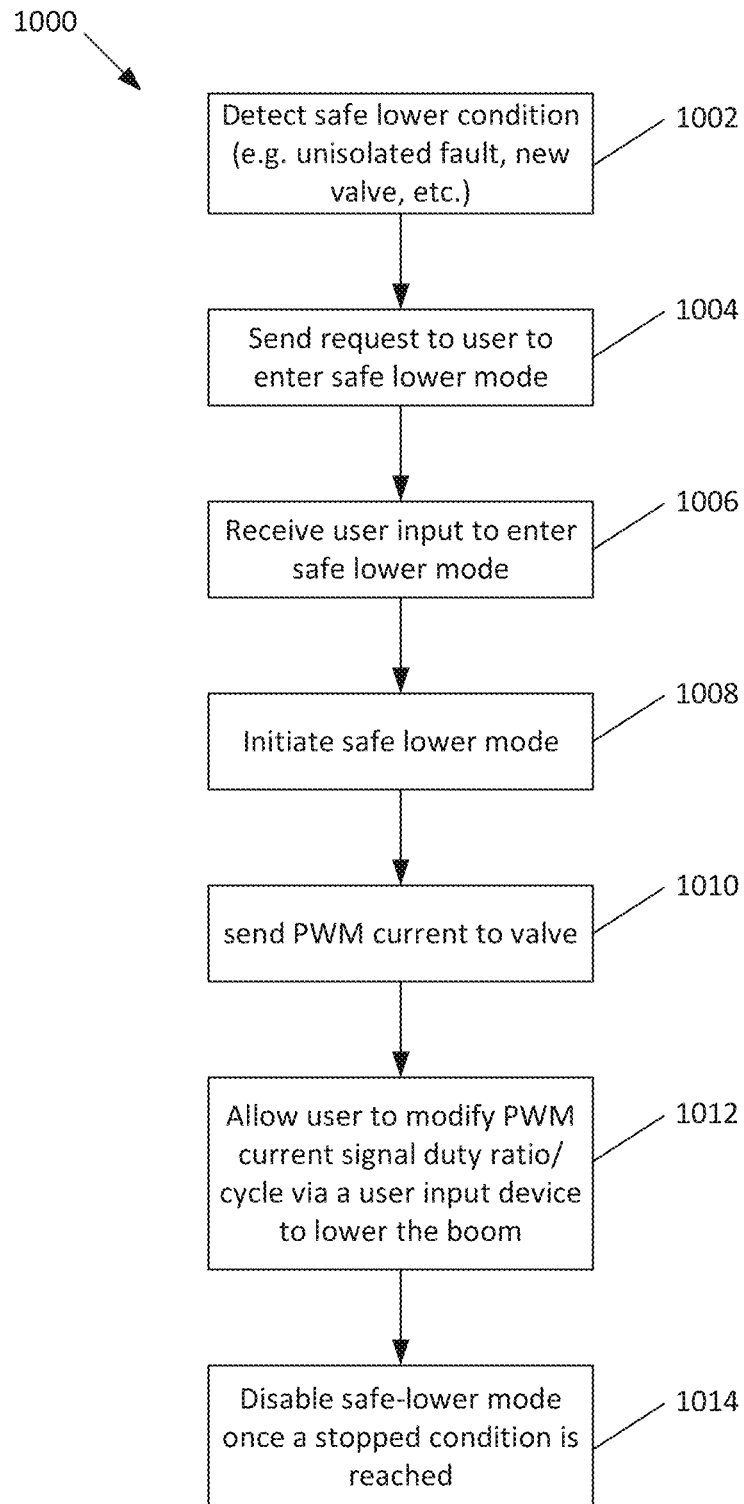 1000
Detect safe lower condition
(e.g. unisolated fault, new
valve, etc.)
1002
Send request to user to
enter safe lower mode
1004
Receive user input to enter
safe lower mode
1006
Initiate safe lower mode
1008
send PWM current to valve
1010
Allow user to modify PWM
current signal duty ratio/
cycle via a user input device
to lower the boom
1012
Disable safe-lower mode
once a stopped condition is
reached
1014